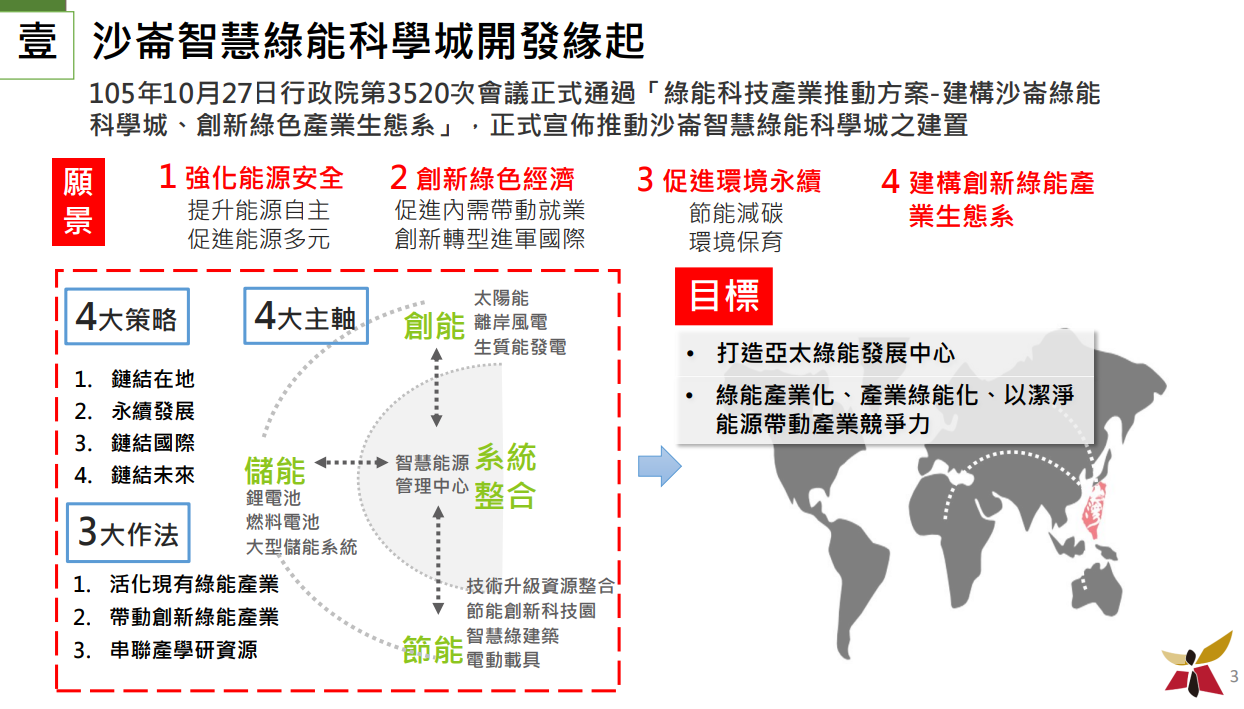 壹
沙崙智慧綠能科學城開發緣起
105年10月27日行政院第3520次會議正式通過「綠能科技產業推動方案-建構沙崙綠能
科學城、創新綠色產業生態系」，正式宣佈推動沙崙智慧綠能科學城之建置
願
景
1 強化能源安全
提升能源自主
促進能源多元
2 創新綠色經濟
促進內需帶動就業
創新轉型進軍國際
3 促進環境永續
節能減碳
環境保育
4 建構創新綠能產
業生態系
4大策略
1. 鏈結在地
2. 永續發展
3. 鏈結國際
4. 鏈結未來
3大作法
1. 活化現有綠能產業
2. 帶動創新綠能產業
3. 串聯產學研資源
4大主軸
創能
太陽能
離岸風電
生質能發電
儲能
鋰電池
燃料電池
大型儲能系統
智慧能源
管理中心
系統
整合
節能
技術升級資源整合
節能創新科技園
智慧綠建築
電動載具
目標
• 打造亞太綠能發展中心
• 綠能產業化、產業綠能化、以潔淨
能源帶動產業競爭力
3